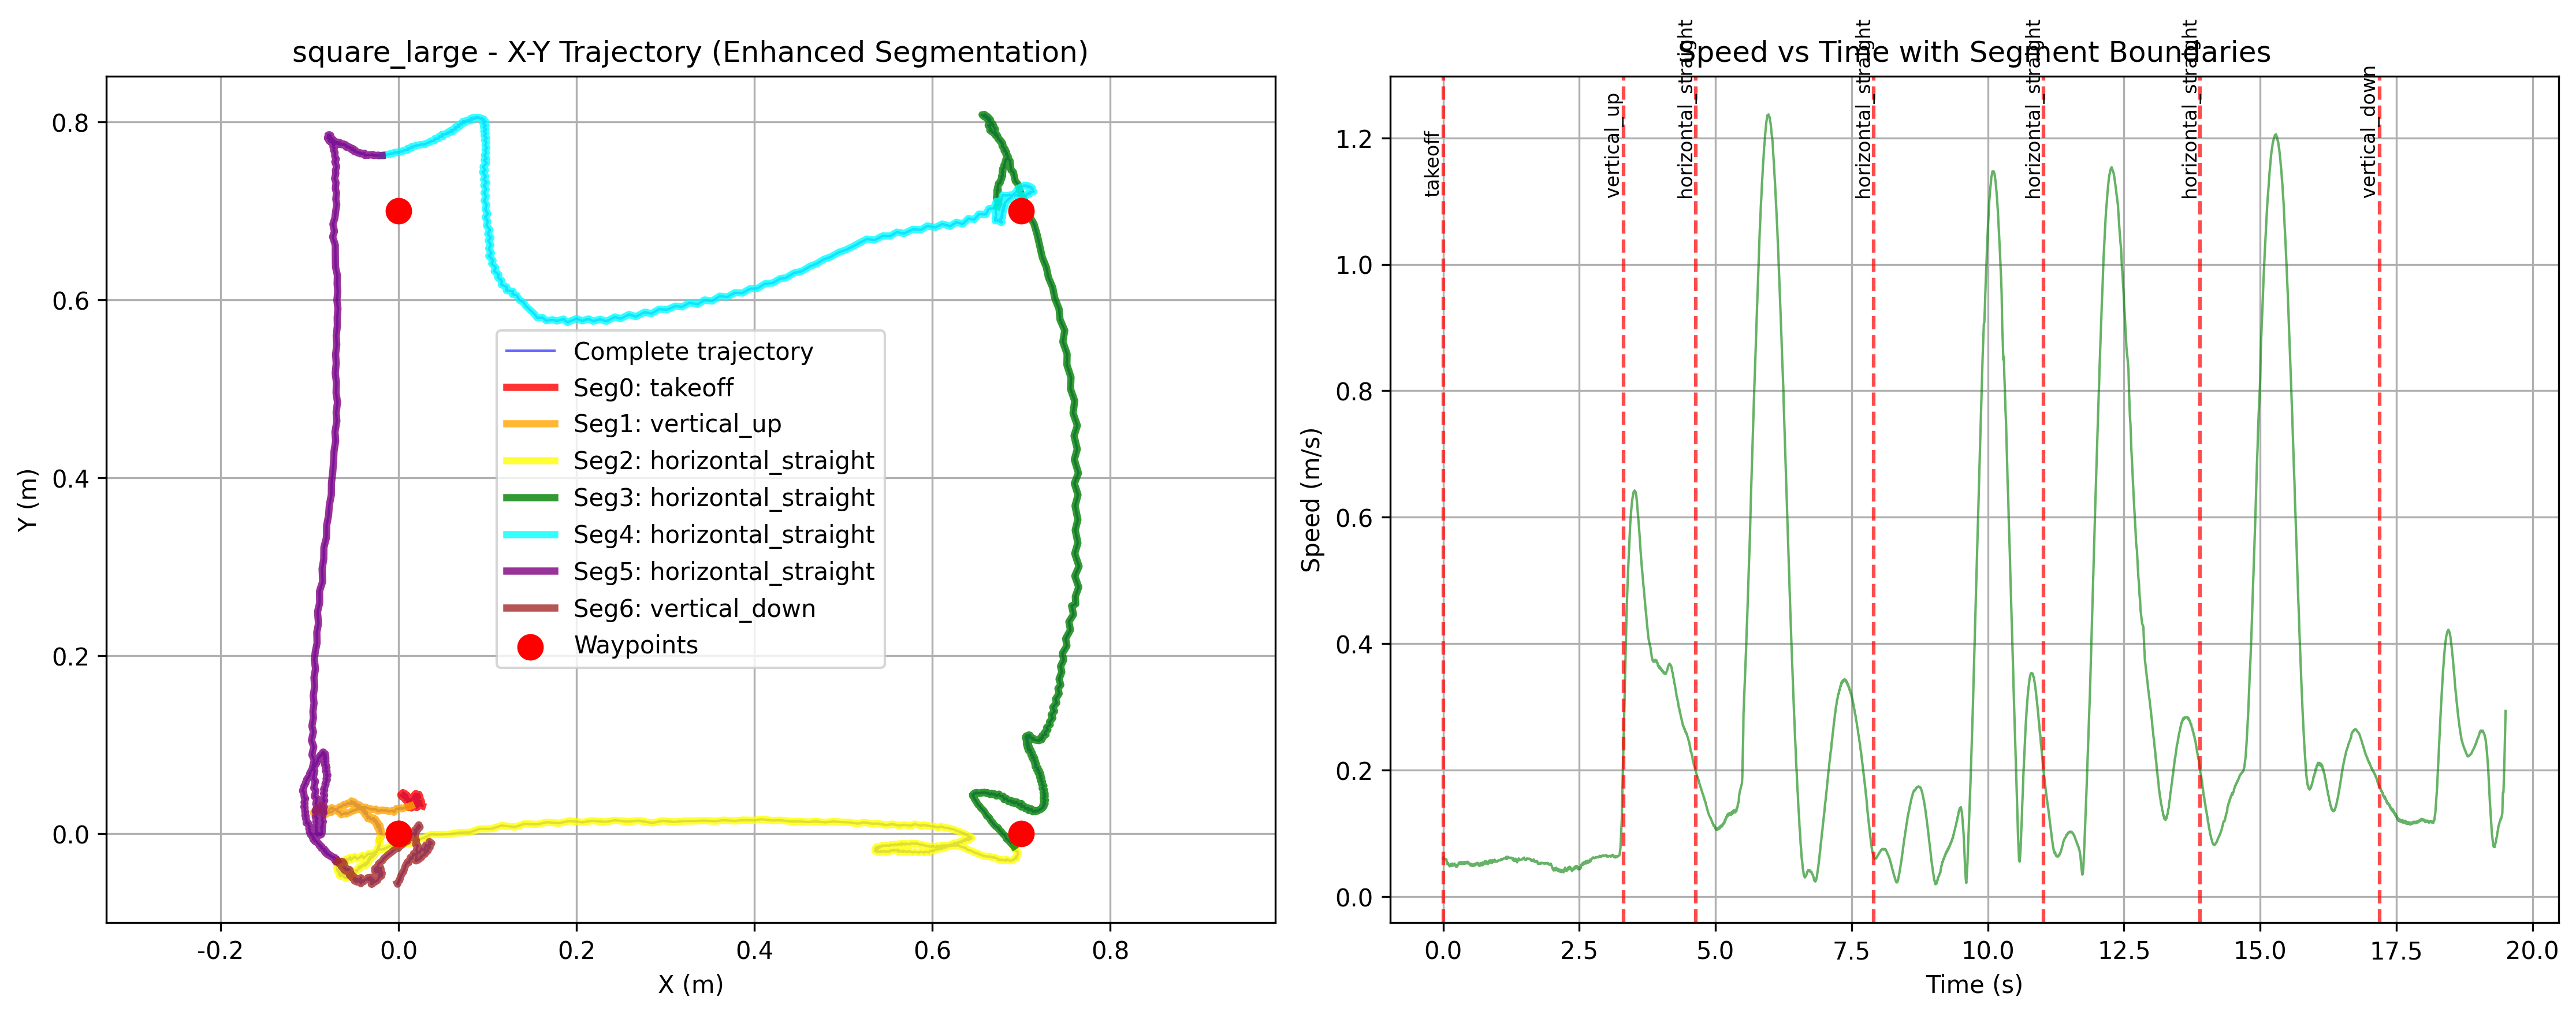 square_large - X-Y Trajectory (Enhanced Segmentation)
0.8
0.6
0.4
0.2
0.0
Y (m)
-0.2
0.0
0.2
0.4
0.6
0.8
X (m)
Complete trajectory
Seg0: takeoff
Seg1: vertical_up
Seg2: horizontal_straight
Seg3: horizontal_straight
Seg4: horizontal_straight
Seg5: horizontal_straight
Seg6: vertical_down
Waypoints
Speed vs Time with Segment Boundaries
takeoff
vertical_up
horizontal_straight
horizontal_straight
horizontal_straight
horizontal_straight
vertical_down
1.2
1.0
0.8
0.6
0.4
0.2
0.0
Speed (m/s)
0.0
2.5
5.0
7.5
10.0
12.5
15.0
17.5
20.0
Time (s)